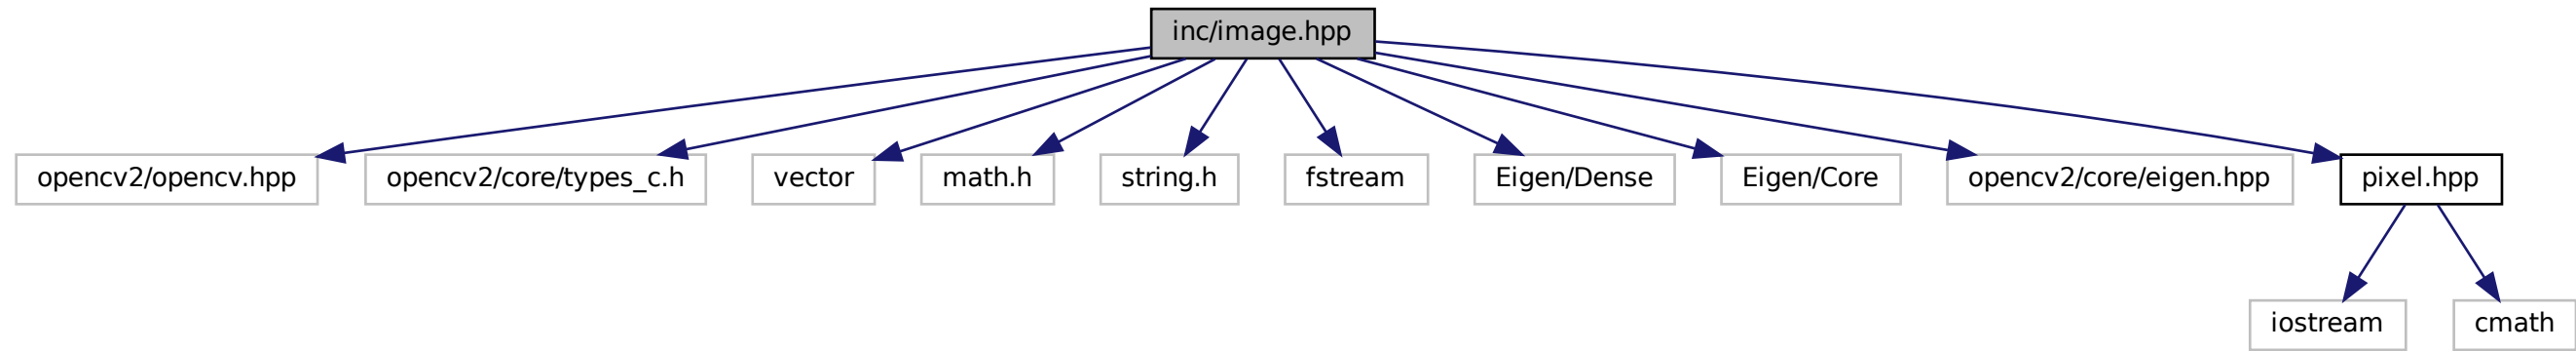 inc/image.hpp
opencv2/opencv.hpp
opencv2/core/types_c.h
vector
math.h
string.h
fstream
Eigen/Dense
Eigen/Core
opencv2/core/eigen.hpp
pixel.hpp
iostream
cmath